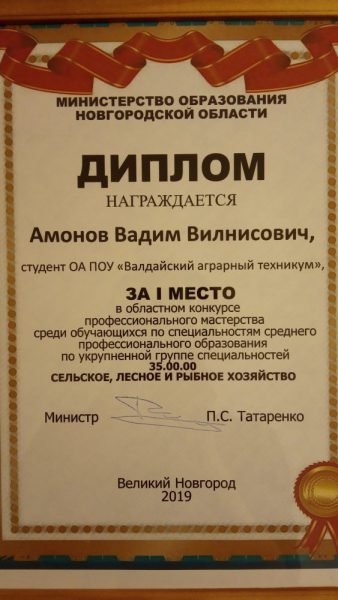 МИНИСТЕРСТВО ОБРАЗОВАНИЯ
НОВГОРОДСКОЙ ОБЛАСТИ
ДИПЛОМ
НАГРАЖДАЕТСЯ
Амонов Вадим Вилнисович,
студент ОА ПОУ «Валдайский аграрный техникум»,
ЗА I МЕСТО
в областном конкурсе
профессионального мастерства
среди обучающихся по специальностям среднего
профессионального образования
по укрупненной группе специальностей
35.00.00
СЕЛЬСКОЕ, ЛЕСНОЕ И РЫБНОЕ ХОЗЯЙСТВО
Министр П.С. Татаренко
Великий Новгород
2019